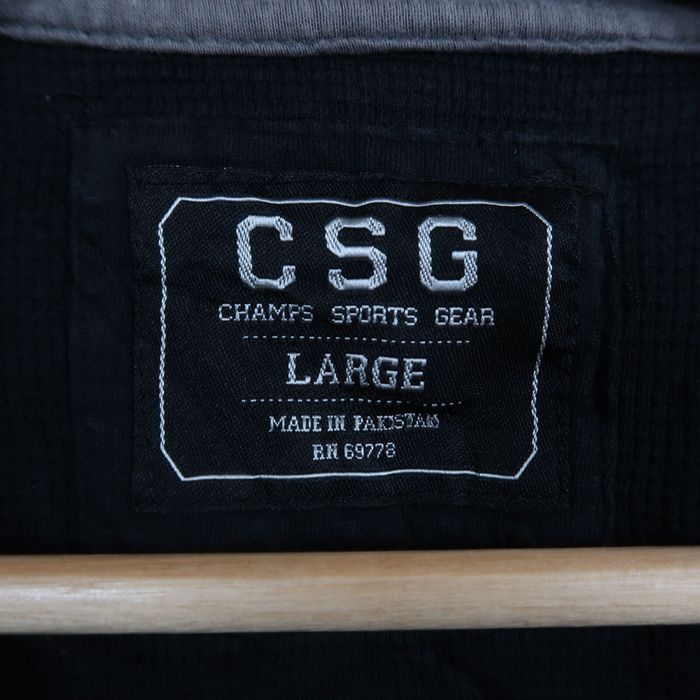 CSG
CHAMPS SPORTS GEAR
LARGE
MADE IN PAKISTAN
RN 69778